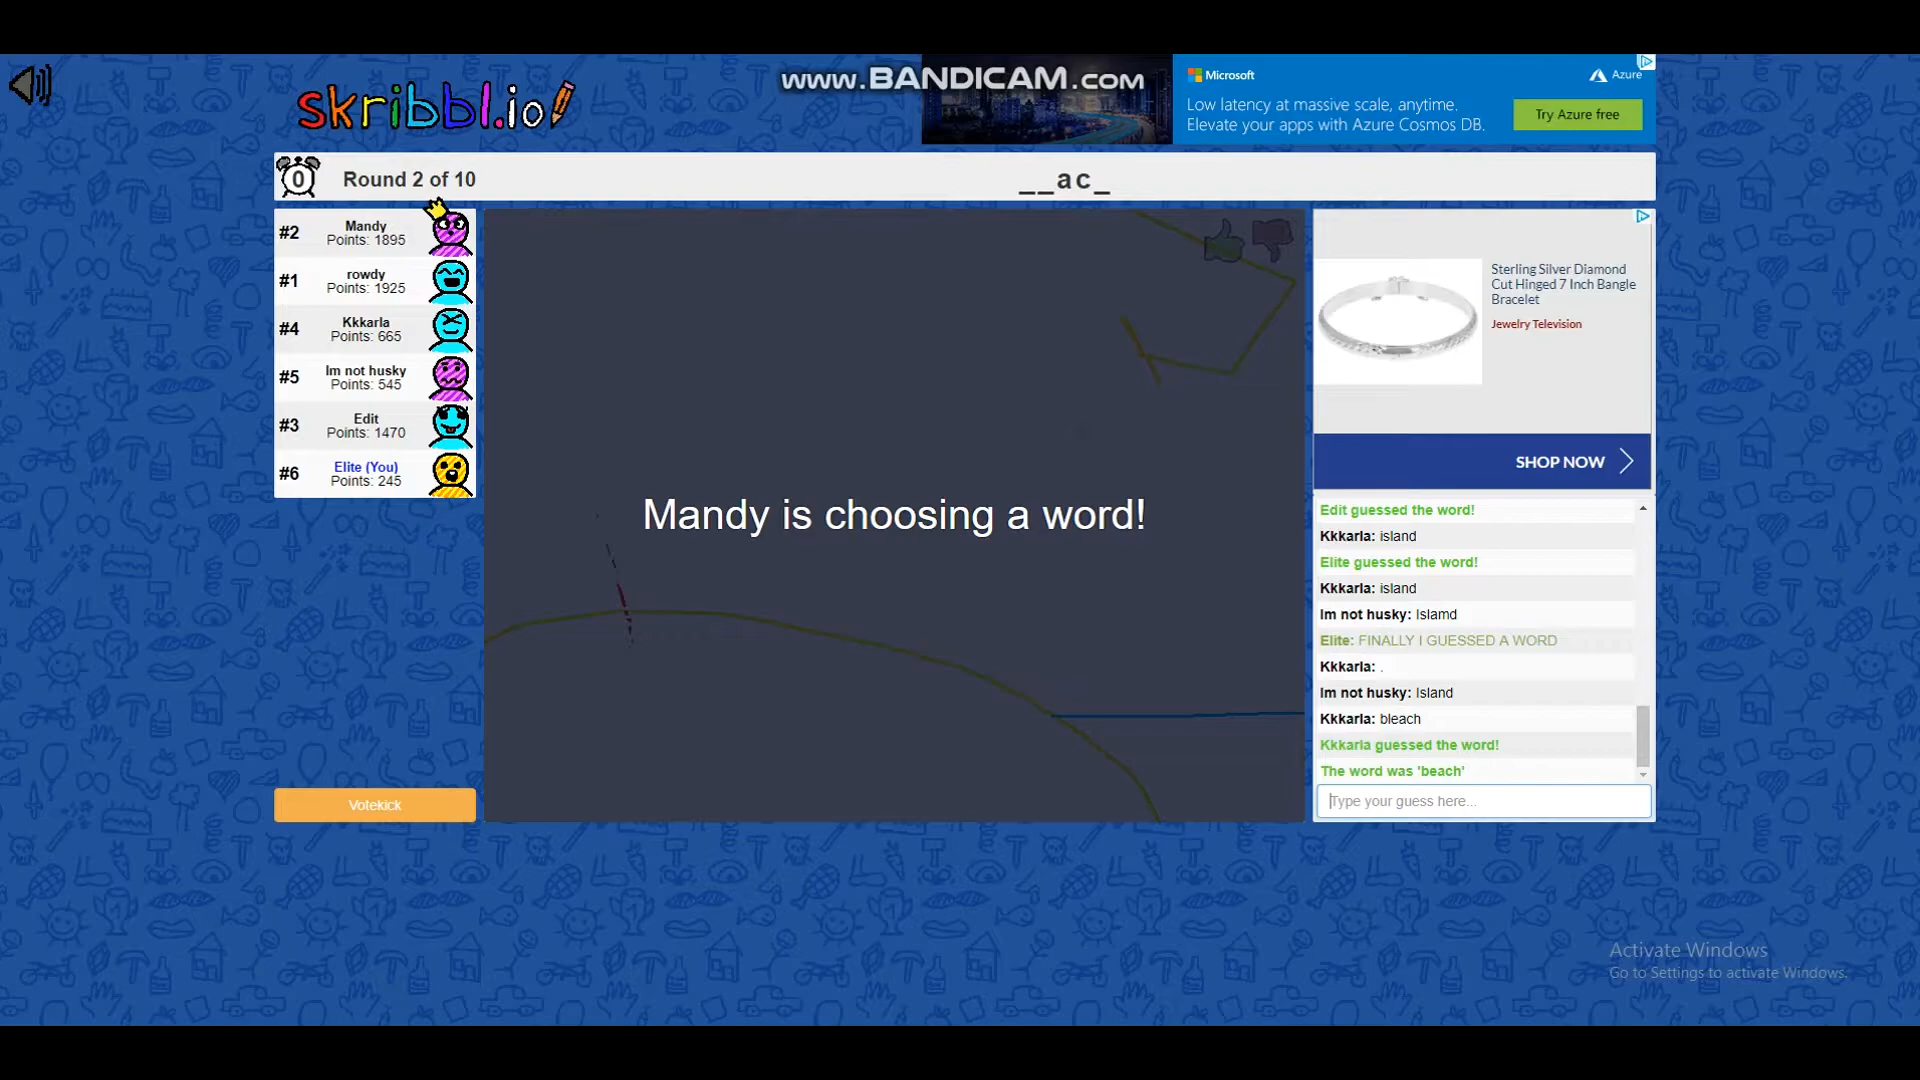 www.BANDICAM.com
skribbl.io
Microsoft
Azure
Low latency at massive scale, anytime.
Elevate your apps with Azure Cosmos DB.
Try Azure free
0
Round 2 of 10
__ac_
#2
Mandy
Points: 1895
#1
rowdy
Points: 1925
#4
Kkkarla
Points: 665
#5
Im not husky
Points: 545
#3
Edit
Points: 1470
#6
Elite (You)
Points: 245
Votekick
Mandy is choosing a word!
Sterling Silver Diamond
Cut Hinged 7 Inch Bangle
Bracelet
Jewelry Television
SHOP NOW
Edit guessed the word!
Kkkarla: island
Elite guessed the word!
Kkkarla: island
Im not husky: Islamd
Elite: FINALLY I GUESSED A WORD
Kkkarla: .
Im not husky: Island
Kkkarla: bleach
Kkkarla guessed the word!
The word was 'beach'
Type your guess here...
Activate Windows
Go to Settings to activate Windows.